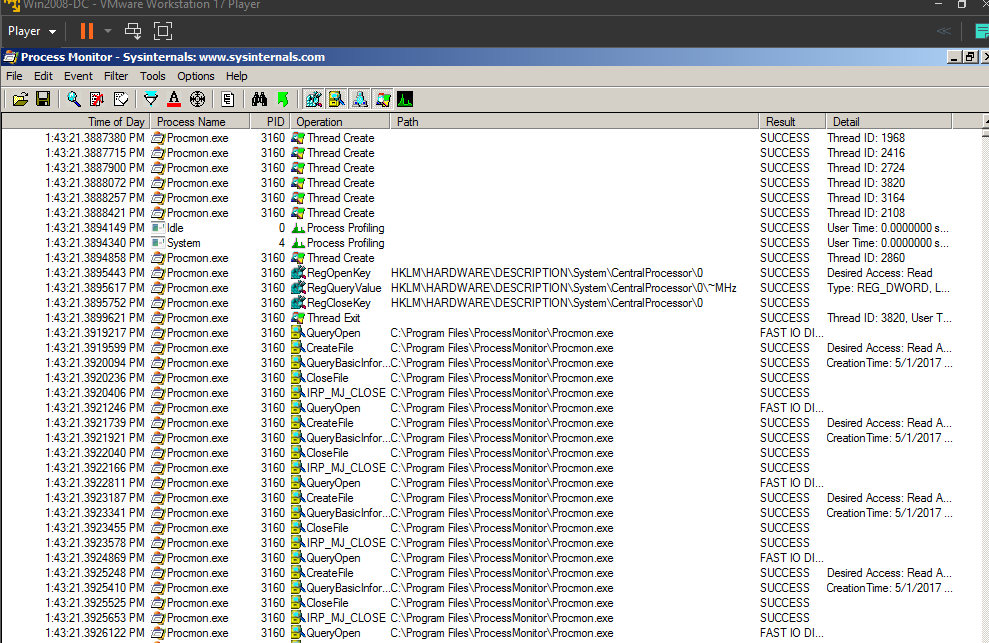 Win2008-DC - VMware Workstation 17 Player
Player
Process Monitor - Sysinternals: www.sysinternals.com
File Edit Event Filter Tools Options Help
Time of Day Process Name PID Operation Path Result Detail
1:43:21.3887380 PM Procmon.exe 3160 Thread Create SUCCESS Thread ID: 1968
1:43:21.3887715 PM Procmon.exe 3160 Thread Create SUCCESS Thread ID: 2416
1:43:21.3887900 PM Procmon.exe 3160 Thread Create SUCCESS Thread ID: 2724
1:43:21.3888072 PM Procmon.exe 3160 Thread Create SUCCESS Thread ID: 3820
1:43:21.3888257 PM Procmon.exe 3160 Thread Create SUCCESS Thread ID: 3164
1:43:21.3888421 PM Procmon.exe 3160 Thread Create SUCCESS Thread ID: 2108
1:43:21.3894149 PM Idle 0 Process Profiling SUCCESS User Time: 0.0000000 s...
1:43:21.3894340 PM System 4 Process Profiling SUCCESS User Time: 0.0000000 s...
1:43:21.3894858 PM Procmon.exe 3160 Thread Create SUCCESS Thread ID: 2860
1:43:21.3895443 PM Procmon.exe 3160 RegOpenKey HKLM\HARDWARE\DESCRIPTION\System\CentralProcessor\0 SUCCESS Desired Access: Read
1:43:21.3895617 PM Procmon.exe 3160 RegQueryValue HKLM\HARDWARE\DESCRIPTION\System\CentralProcessor\0\~MHz SUCCESS Type: REG_DWORD, L...
1:43:21.3895752 PM Procmon.exe 3160 RegCloseKey HKLM\HARDWARE\DESCRIPTION\System\CentralProcessor\0 SUCCESS
1:43:21.3899621 PM Procmon.exe 3160 Thread Exit SUCCESS Thread ID: 3820, User T...
1:43:21.3919217 PM Procmon.exe 3160 QueryOpen C:\Program Files\ProcessMonitor\Procmon.exe FAST IO DI...
1:43:21.3919599 PM Procmon.exe 3160 CreateFile C:\Program Files\ProcessMonitor\Procmon.exe SUCCESS Desired Access: Read A...
1:43:21.3920094 PM Procmon.exe 3160 QueryBasicInfor... C:\Program Files\ProcessMonitor\Procmon.exe SUCCESS CreationTime: 5/1/2017 ...
1:43:21.3920236 PM Procmon.exe 3160 CloseFile C:\Program Files\ProcessMonitor\Procmon.exe SUCCESS
1:43:21.3920406 PM Procmon.exe 3160 IRP_MJ_CLOSE C:\Program Files\ProcessMonitor\Procmon.exe SUCCESS
1:43:21.3921246 PM Procmon.exe 3160 QueryOpen C:\Program Files\ProcessMonitor\Procmon.exe FAST IO DI...
1:43:21.3921739 PM Procmon.exe 3160 CreateFile C:\Program Files\ProcessMonitor\Procmon.exe SUCCESS Desired Access: Read A...
1:43:21.3921921 PM Procmon.exe 3160 QueryBasicInfor... C:\Program Files\ProcessMonitor\Procmon.exe SUCCESS CreationTime: 5/1/2017 ...
1:43:21.3922040 PM Procmon.exe 3160 CloseFile C:\Program Files\ProcessMonitor\Procmon.exe SUCCESS
1:43:21.3922166 PM Procmon.exe 3160 IRP_MJ_CLOSE C:\Program Files\ProcessMonitor\Procmon.exe SUCCESS
1:43:21.3922811 PM Procmon.exe 3160 QueryOpen C:\Program Files\ProcessMonitor\Procmon.exe FAST IO DI...
1:43:21.3923187 PM Procmon.exe 3160 CreateFile C:\Program Files\ProcessMonitor\Procmon.exe SUCCESS Desired Access: Read A...
1:43:21.3923341 PM Procmon.exe 3160 QueryBasicInfor... C:\Program Files\ProcessMonitor\Procmon.exe SUCCESS CreationTime: 5/1/2017 ...
1:43:21.3923455 PM Procmon.exe 3160 CloseFile C:\Program Files\ProcessMonitor\Procmon.exe SUCCESS
1:43:21.3923578 PM Procmon.exe 3160 IRP_MJ_CLOSE C:\Program Files\ProcessMonitor\Procmon.exe SUCCESS
1:43:21.3924869 PM Procmon.exe 3160 QueryOpen C:\Program Files\ProcessMonitor\Procmon.exe FAST IO DI...
1:43:21.3925248 PM Procmon.exe 3160 CreateFile C:\Program Files\ProcessMonitor\Procmon.exe SUCCESS Desired Access: Read A...
1:43:21.3925410 PM Procmon.exe 3160 QueryBasicInfor... C:\Program Files\ProcessMonitor\Procmon.exe SUCCESS CreationTime: 5/1/2017 ...
1:43:21.3925525 PM Procmon.exe 3160 CloseFile C:\Program Files\ProcessMonitor\Procmon.exe SUCCESS
1:43:21.3925653 PM Procmon.exe 3160 IRP_MJ_CLOSE C:\Program Files\ProcessMonitor\Procmon.exe SUCCESS
1:43:21.3926122 PM Procmon.exe 3160 QueryOpen C:\Program Files\ProcessMonitor\Procmon.exe FAST IO DI...